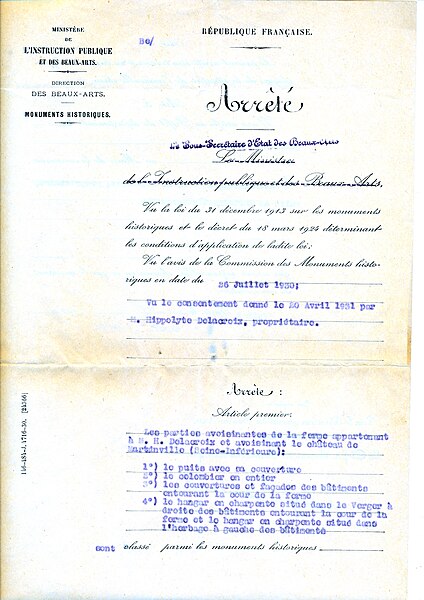 MINISTÈRE
DE
L'INSTRUCTION PUBLIQUE
ET DES BEAUX-ARTS.
DIRECTION
DES BEAUX-ARTS.
MONUMENTS HISTORIQUES.
RÉPUBLIQUE FRANÇAISE.
Arrêté
Le Sous-Secrétaire d'État des Beaux-Arts
Le Ministre
de l'Instruction publique et des Beaux-Arts,
Vu la loi du 31 décembre 1913 sur les monuments
historiques et le décret du 18 mars 1924 déterminant
les conditions d'application de ladite loi;
Vu l'avis de la Commission des Monuments histo-
riques en date du
26 Juillet 1930;
Vu le consentement donné le 20 Avril 1931 par
M. Hippolyte Delacroix, propriétaire.
Arrête :
Article premier.
Les parties avoisinantes de la ferme appartenant
à M. H. Delacroix et avoisinant le château de
Martainville (Seine-Inférieure):
1°) le puits avec sa couverture
2°) le colombier en entier
3°) les couvertures et façades des bâtiments
entourant la cour de la ferme
4°) le hangar en charpente situé dans le Verger à
droite des bâtiments entourant la cour de la
ferme et le hangar en charpente situé dans
l'herbage à gauche des bâtiments
sont classé parmi les monuments historiques